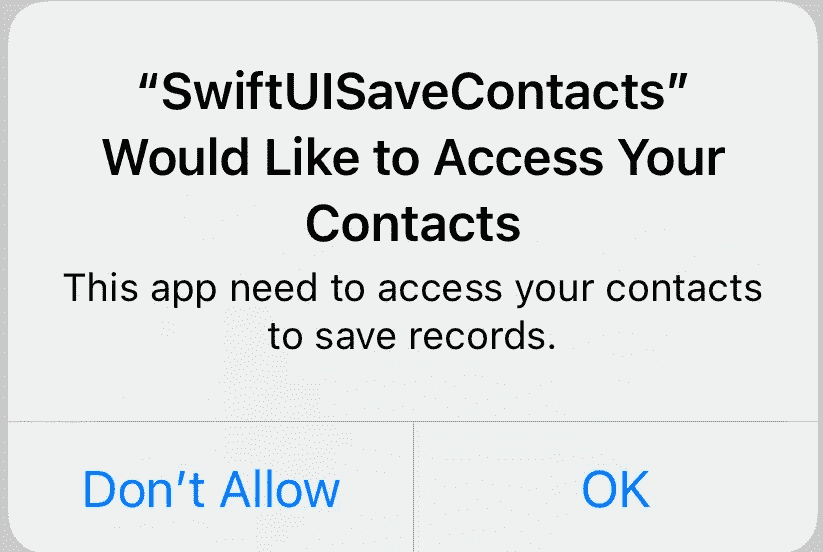 “SwiftUISaveContacts”
Would Like to Access Your
Contacts
This app need to access your contacts
to save records.
Don’t Allow
OK